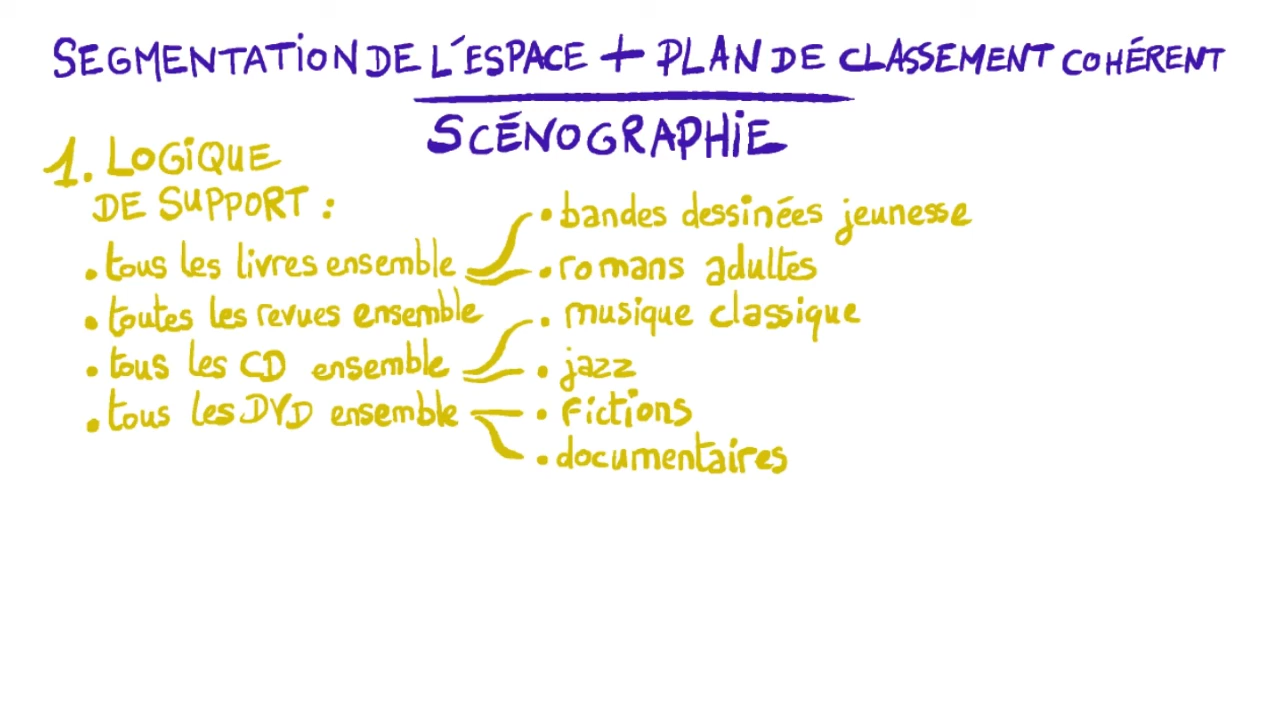 SEGMENTATION DE L'ESPACE + PLAN DE CLASSEMENT COHÉRENT
SCÉNOGRAPHIE
1. LOGIQUE
DE SUPPORT :
• tous les livres ensemble
• bandes dessinées jeunesse
• romans adultes
• toutes les revues ensemble
• tous les CD ensemble
• musique classique
• jazz
• tous les DVD ensemble
• fictions
• documentaires